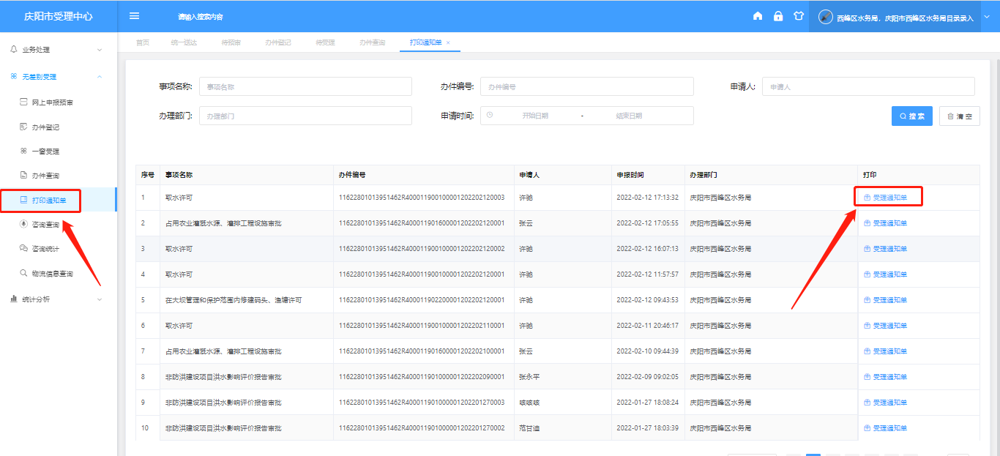 庆阳市受理中心
请输入搜索内容
西峰区水务局, 庆阳市西峰区水务局目录录入
业务处理
无差别受理
网上申报预审
办件登记
一窗受理
办件查询
打印通知单
咨询查询
咨询统计
物流信息查询
统计分析
首页 统一送达 待预审 办件登记 待受理 办件查询 打印通知单 ×
事项名称: 事项名称 办件编号: 办件编号 申请人: 申请人
办理部门: 办理部门 申请时间: 开始日期 - 结束日期 搜索 清空
序号 事项名称 办件编号 申请人 申报时间 办理部门 打印
1 取水许可 11622801013951462R400011900100001202202120003 许驰 2022-02-12 17:13:32 庆阳市西峰区水务局 受理通知单
2 占用农业灌溉水源、灌排工程设施审批 11622801013951462R400011901600001202202120001 张云 2022-02-12 17:05:55 庆阳市西峰区水务局 受理通知单
3 取水许可 11622801013951462R400011900100001202202120002 许驰 2022-02-12 16:07:13 庆阳市西峰区水务局 受理通知单
4 取水许可 11622801013951462R400011900100001202202120001 许驰 2022-02-12 11:57:57 庆阳市西峰区水务局 受理通知单
5 在大坝管理和保护范围内修建码头、渔塘许可 11622801013951462R400011902200001202202120001 许驰 2022-02-12 09:43:53 庆阳市西峰区水务局 受理通知单
6 取水许可 11622801013951462R400011900100001202202110001 许驰 2022-02-11 20:46:17 庆阳市西峰区水务局 受理通知单
7 占用农业灌溉水源、灌排工程设施审批 11622801013951462R400011901600001202202100001 张云 2022-02-10 09:44:39 庆阳市西峰区水务局 受理通知单
8 非防洪建设项目洪水影响评价报告审批 11622801013951462R400011901000001202202090001 张永平 2022-02-09 09:02:05 庆阳市西峰区水务局 受理通知单
9 非防洪建设项目洪水影响评价报告审批 11622801013951462R400011901000001202201270003 咳咳咳 2022-01-27 18:08:24 庆阳市西峰区水务局 受理通知单
10 非防洪建设项目洪水影响评价报告审批 11622801013951462R400011901000001202201270002 范甘迪 2022-01-27 18:03:39 庆阳市西峰区水务局 受理通知单